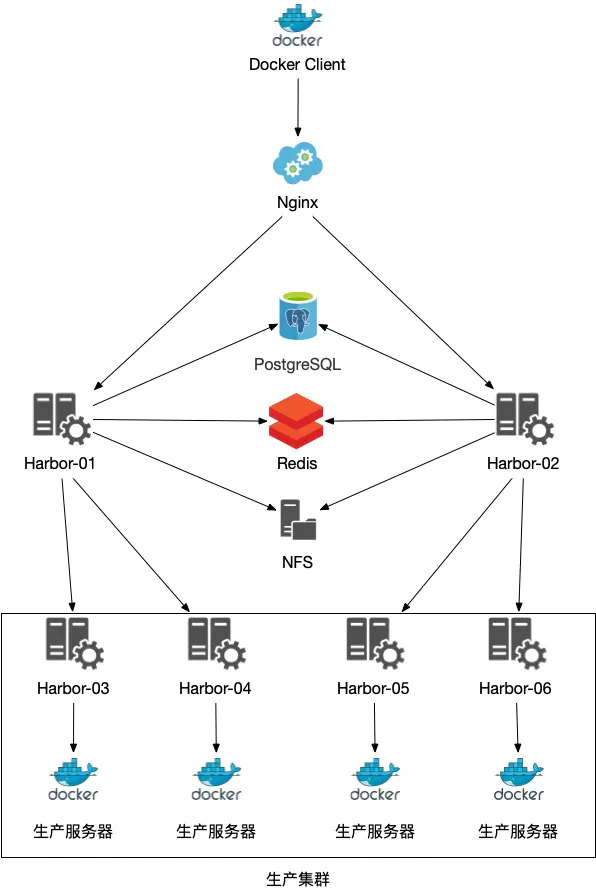 docker
Docker Client
Nginx
PostgreSQL
Harbor-01
Redis
Harbor-02
NFS
Harbor-03
Harbor-04
Harbor-05
Harbor-06
docker
docker
docker
docker
生产服务器
生产服务器
生产服务器
生产服务器
生产集群